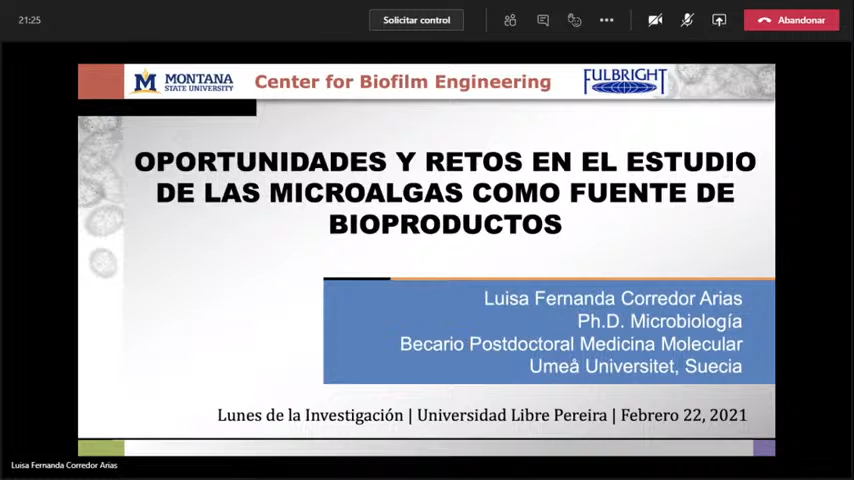 21:25
Solicitar control
Abandonar
MONTANA
STATE UNIVERSITY
Center for Biofilm Engineering
FULBRIGHT
OPORTUNIDADES Y RETOS EN EL ESTUDIO
DE LAS MICROALGAS COMO FUENTE DE
BIOPRODUCTOS
Luisa Fernanda Corredor Arias
Ph.D. Microbiología
Becario Postdoctoral Medicina Molecular
Umeå Universitet, Suecia
Lunes de la Investigación | Universidad Libre Pereira | Febrero 22, 2021
Luisa Fernanda Corredor Arias